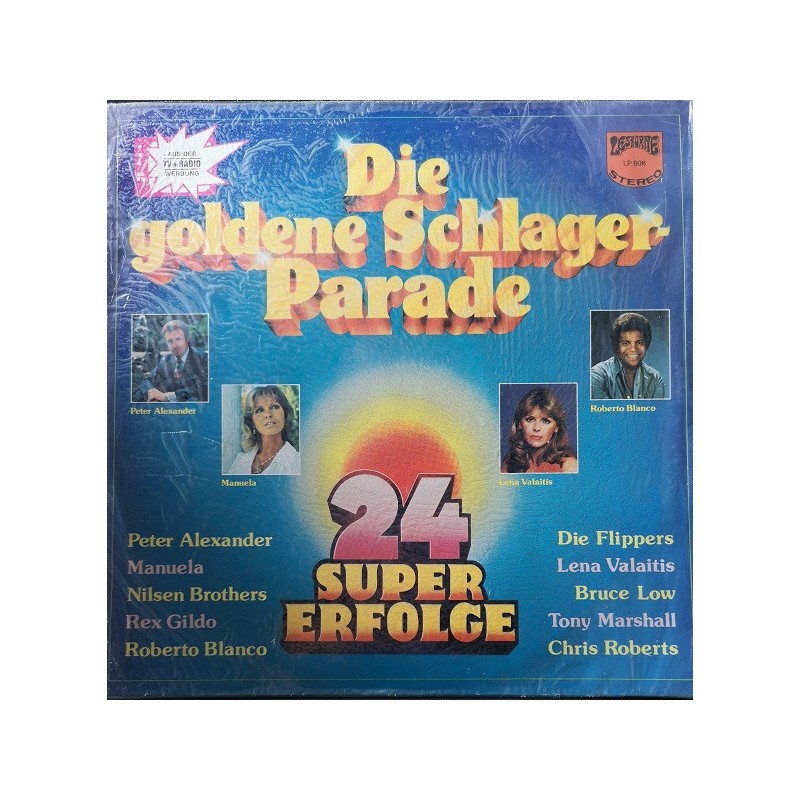 AUS DER
TV + RADIO
WERBUNG
LP 806
STEREO
Die
goldene Schlager-
Parade
Peter Alexander
Manuela
Lena Valaitis
Roberto Blanco
24
SUPER
ERFOLGE
Peter Alexander
Manuela
Nilsen Brothers
Rex Gildo
Roberto Blanco
Die Flippers
Lena Valaitis
Bruce Low
Tony Marshall
Chris Roberts